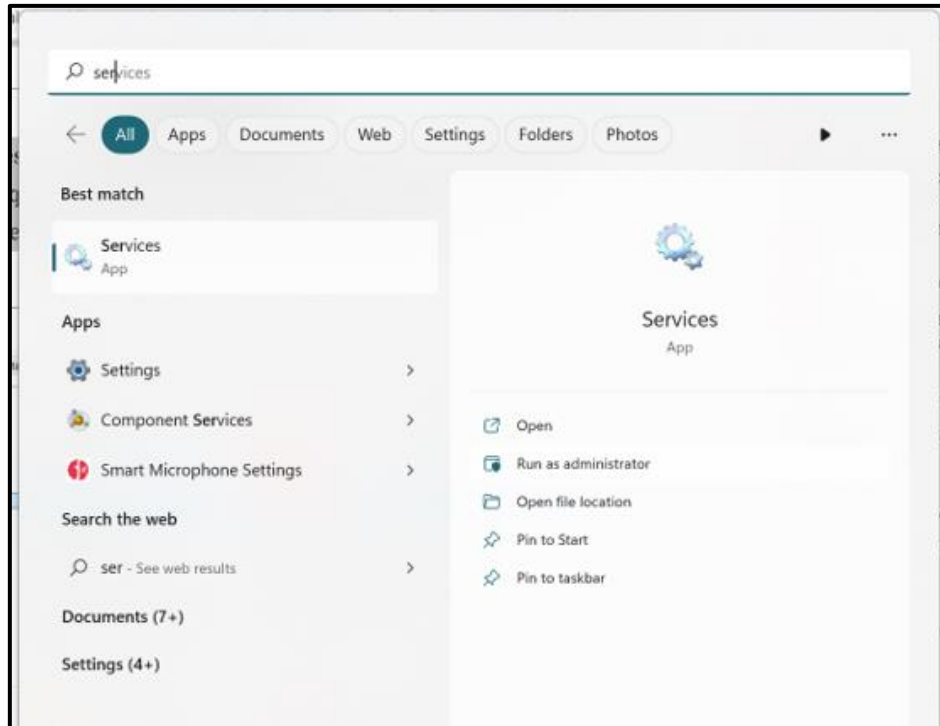 services
All Apps Documents Web Settings Folders Photos
Best match
Services
App
Apps
Settings
Component Services
Smart Microphone Settings
Search the web
ser - See web results
Documents (7+)
Settings (4+)
Services
App
Open
Run as administrator
Open file location
Pin to Start
Pin to taskbar